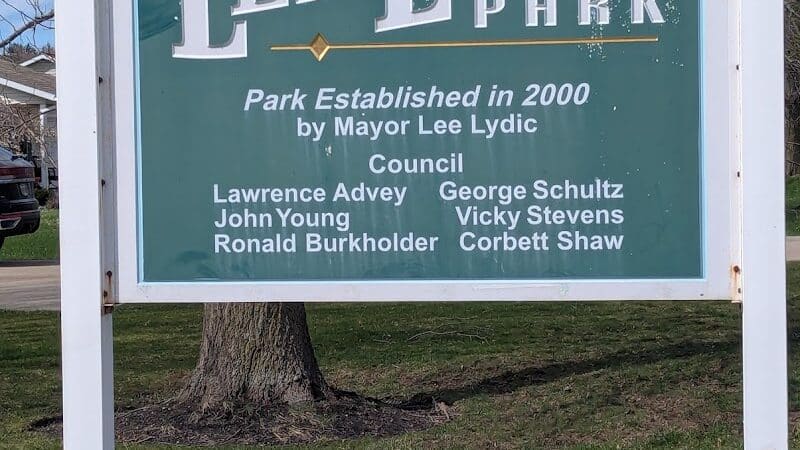 PARK
Park Established in 2000
by Mayor Lee Lydic
Council
Lawrence Advey George Schultz
John Young Vicky Stevens
Ronald Burkholder Corbett Shaw